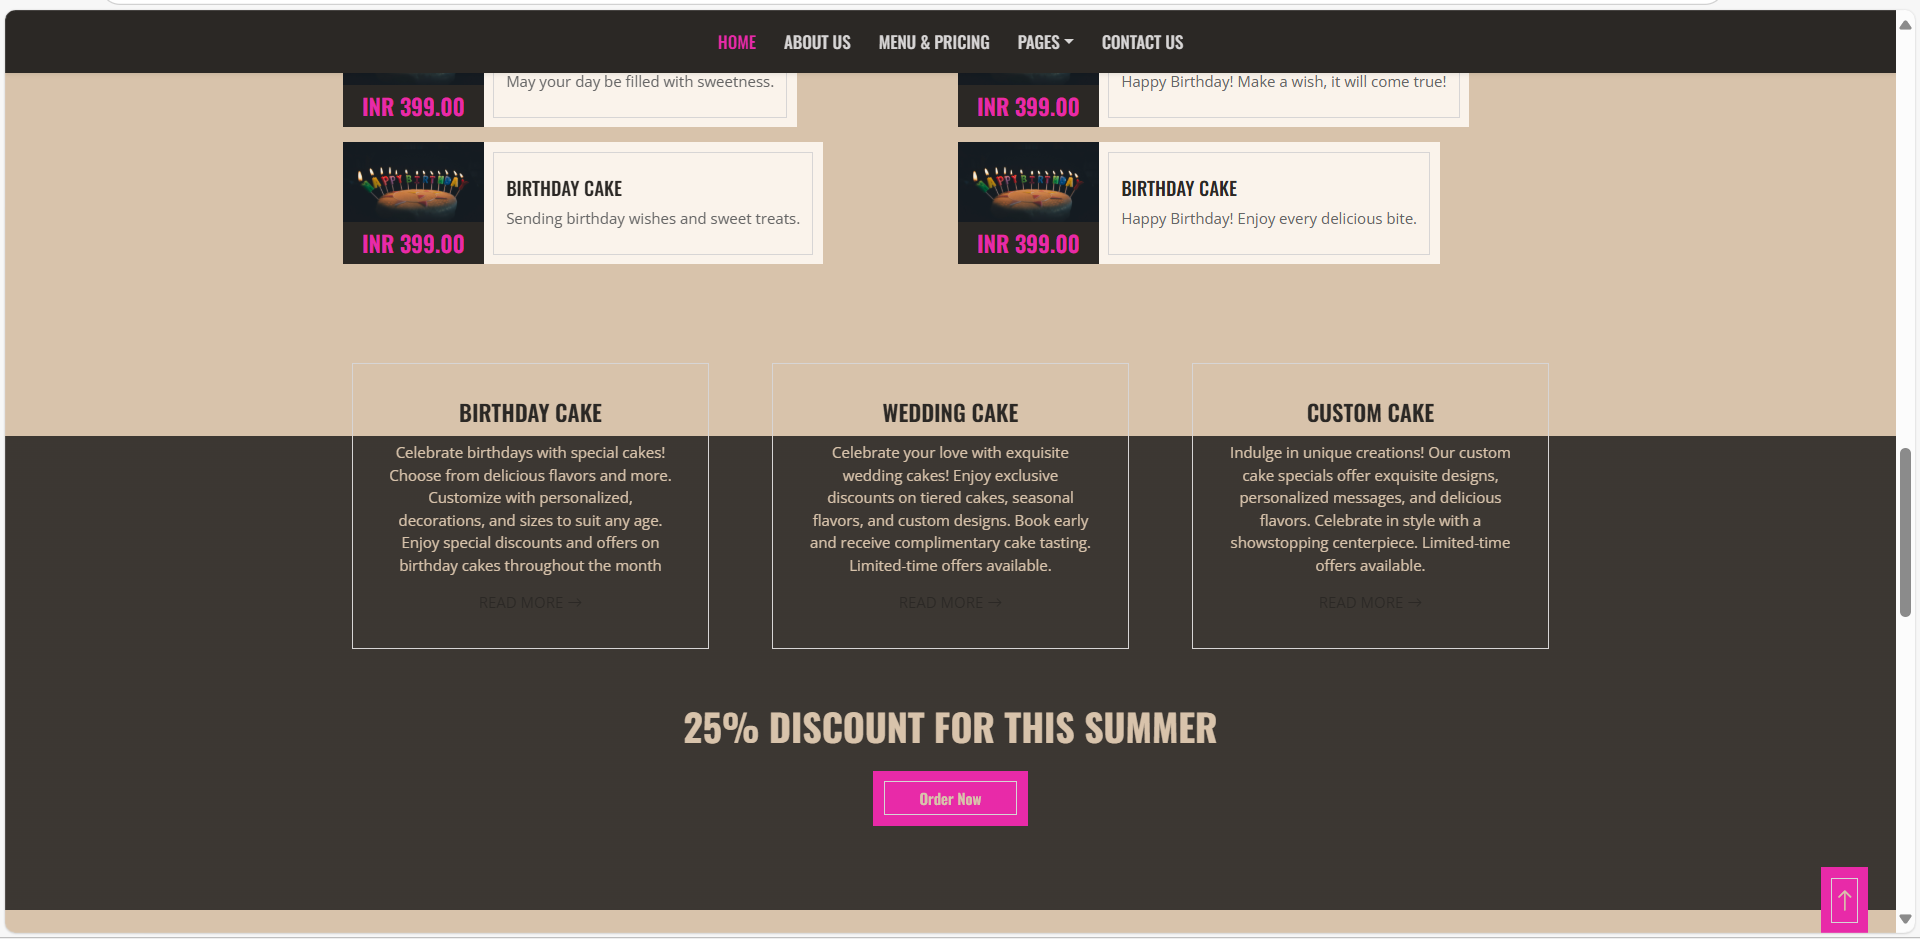 HOME ABOUT US MENU & PRICING PAGES CONTACT US
May your day be filled with sweetness.
INR 399.00
Happy Birthday! Make a wish, it will come true!
INR 399.00
HAPPY BIRTHDAY
BIRTHDAY CAKE
Sending birthday wishes and sweet treats.
INR 399.00
HAPPY BIRTHDAY
BIRTHDAY CAKE
Happy Birthday! Enjoy every delicious bite.
INR 399.00
BIRTHDAY CAKE
Celebrate birthdays with special cakes!
Choose from delicious flavors and more.
Customize with personalized,
decorations, and sizes to suit any age.
Enjoy special discounts and offers on
birthday cakes throughout the month
READ MORE →
WEDDING CAKE
Celebrate your love with exquisite
wedding cakes! Enjoy exclusive
discounts on tiered cakes, seasonal
flavors, and custom designs. Book early
and receive complimentary cake tasting.
Limited-time offers available.
READ MORE →
CUSTOM CAKE
Indulge in unique creations! Our custom
cake specials offer exquisite designs,
personalized messages, and delicious
flavors. Celebrate in style with a
showstopping centerpiece. Limited-time
offers available.
READ MORE →
25% DISCOUNT FOR THIS SUMMER
Order Now